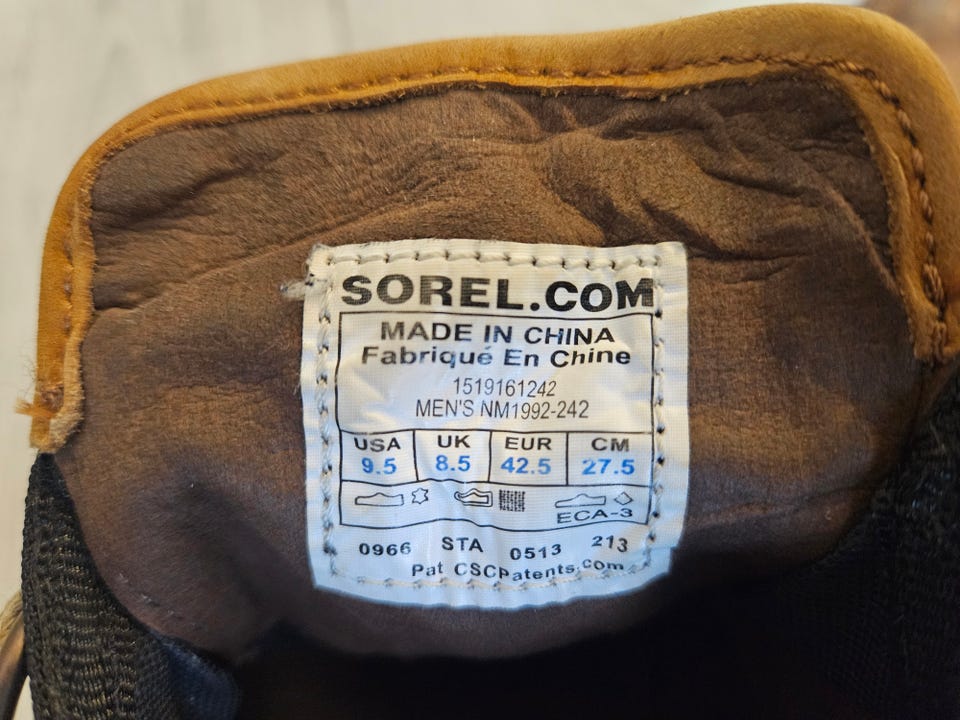 SOREL.COM
MADE IN CHINA
Fabriqué En Chine
1519161242
MEN'S NM1992-242
USA UK EUR CM
9.5 8.5 42.5 27.5
ECA-3
0966 STA 0513 213
Pat CSCPatents.com